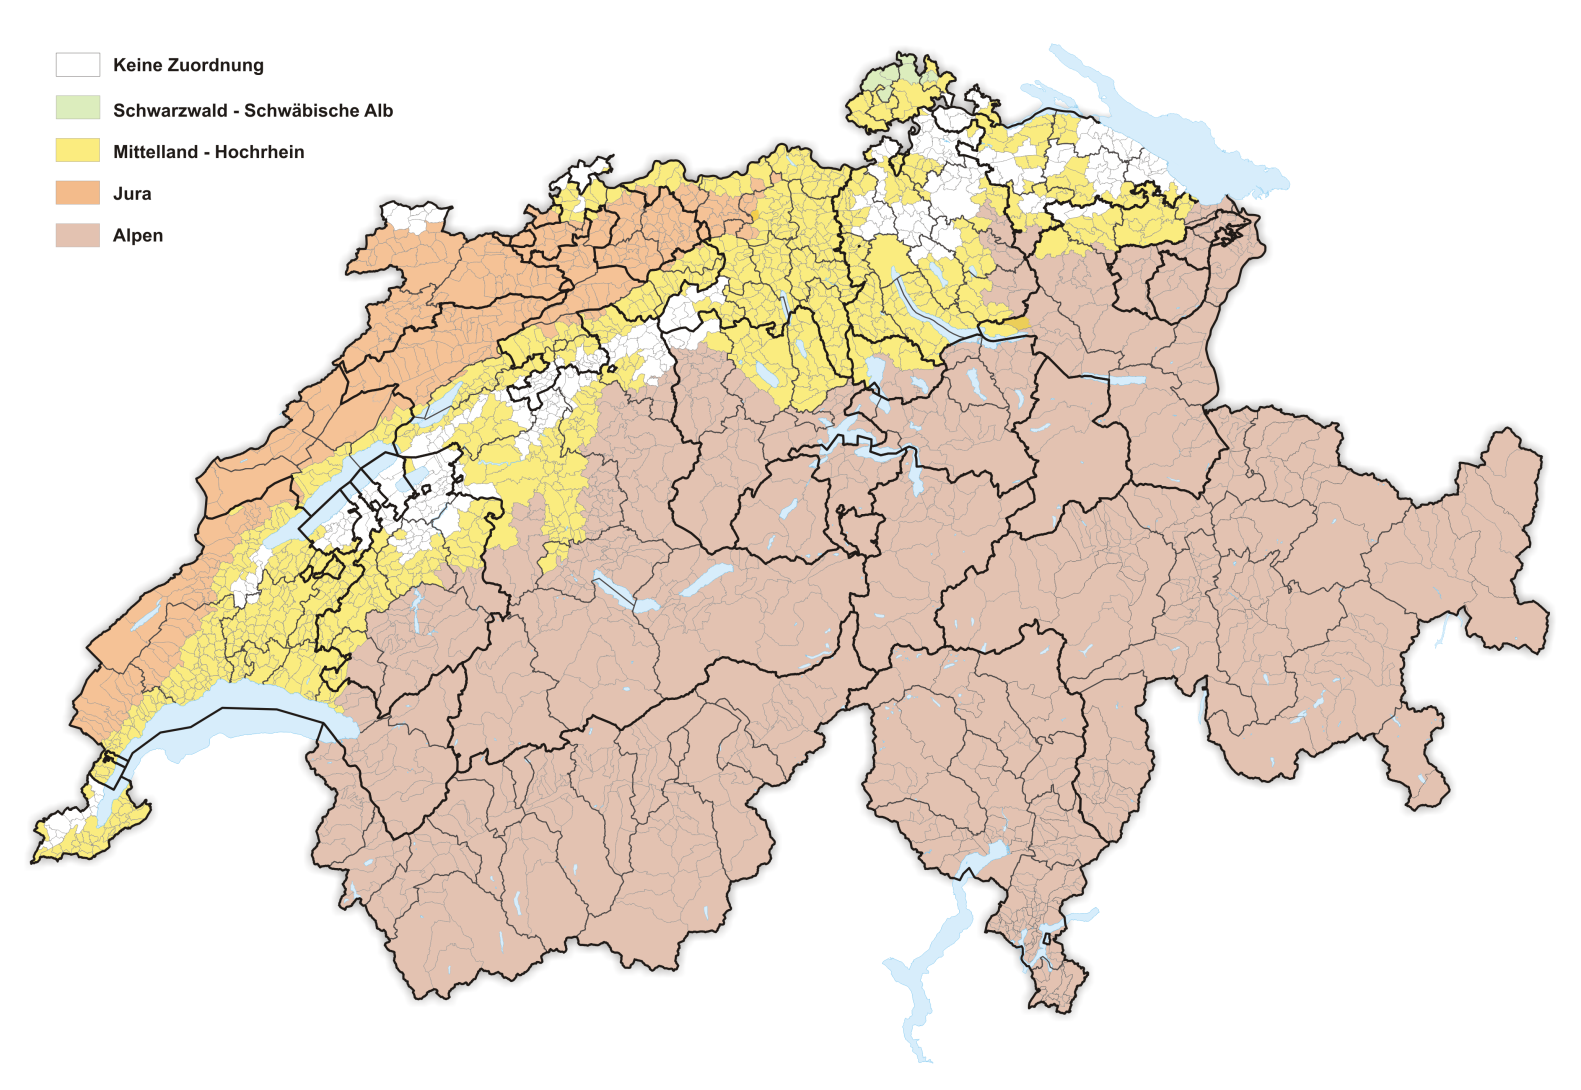 Keine Zuordnung
Schwarzwald - Schwäbische Alb
Mittelland - Hochrhein
Jura
Alpen